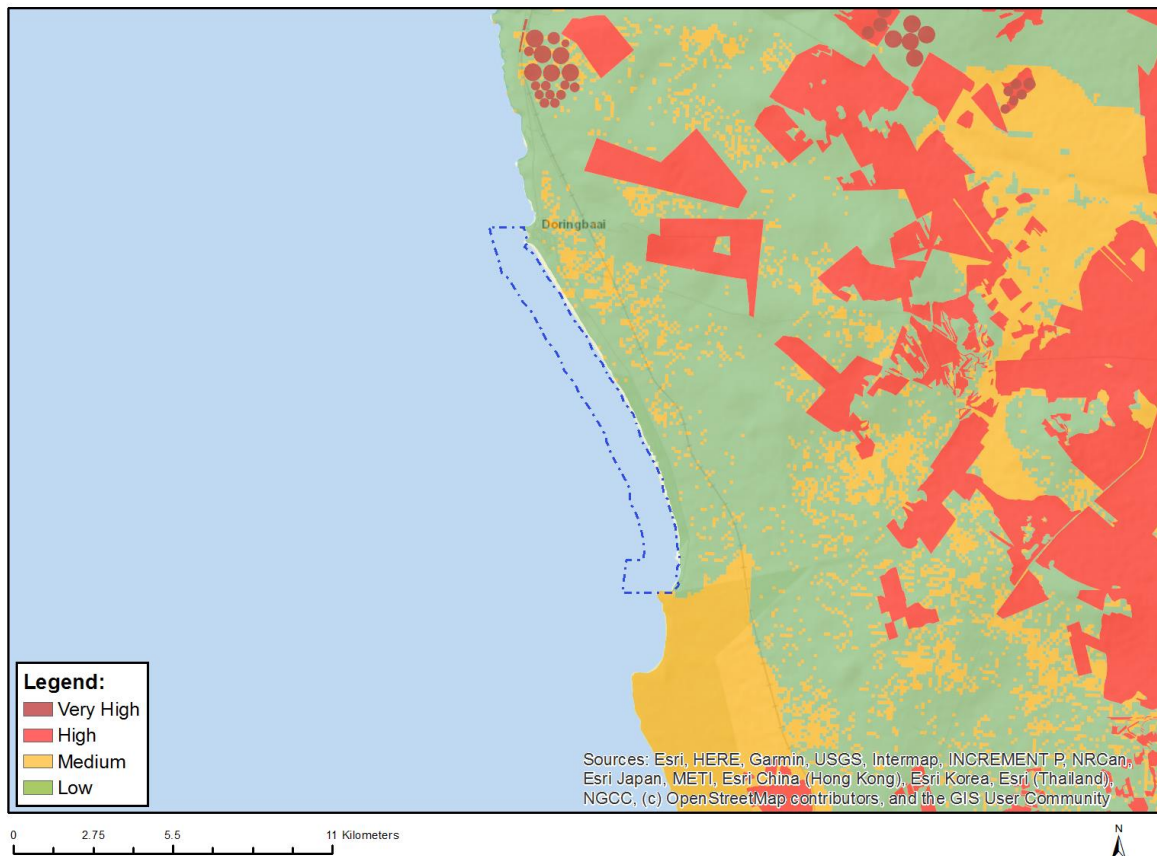 Doringbaai
Legend:
Very High
High
Medium
Low
Sources: Esri, HERE, Garmin, USGS, Intermap, INCREMENT P, NRCan,
Esri Japan, METI, Esri China (Hong Kong), Esri Korea, Esri (Thailand),
NGCC, (c) OpenStreetMap contributors, and the GIS User Community
0 2.75 5.5 11 Kilometers
N